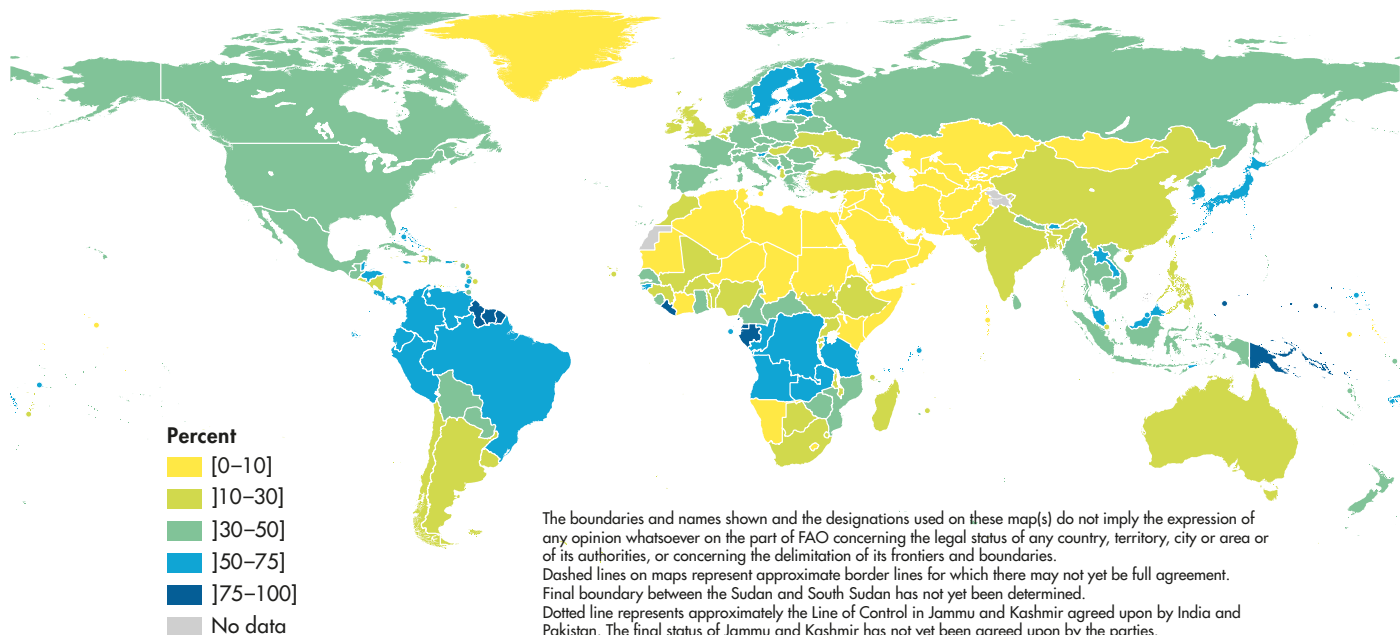 Percent
[0–10]
]10–30]
]30–50]
]50–75]
]75–100]
No data
The boundaries and names shown and the designations used on these map(s) do not imply the expression of
any opinion whatsoever on the part of FAO concerning the legal status of any country, territory, city or area or
of its authorities, or concerning the delimitation of its frontiers and boundaries.
Dashed lines on maps represent approximate border lines for which there may not yet be full agreement.
Final boundary between the Sudan and South Sudan has not yet been determined.
Dotted line represents approximately the Line of Control in Jammu and Kashmir agreed upon by India and
Pakistan. The final status of Jammu and Kashmir has not yet been agreed upon by the parties.